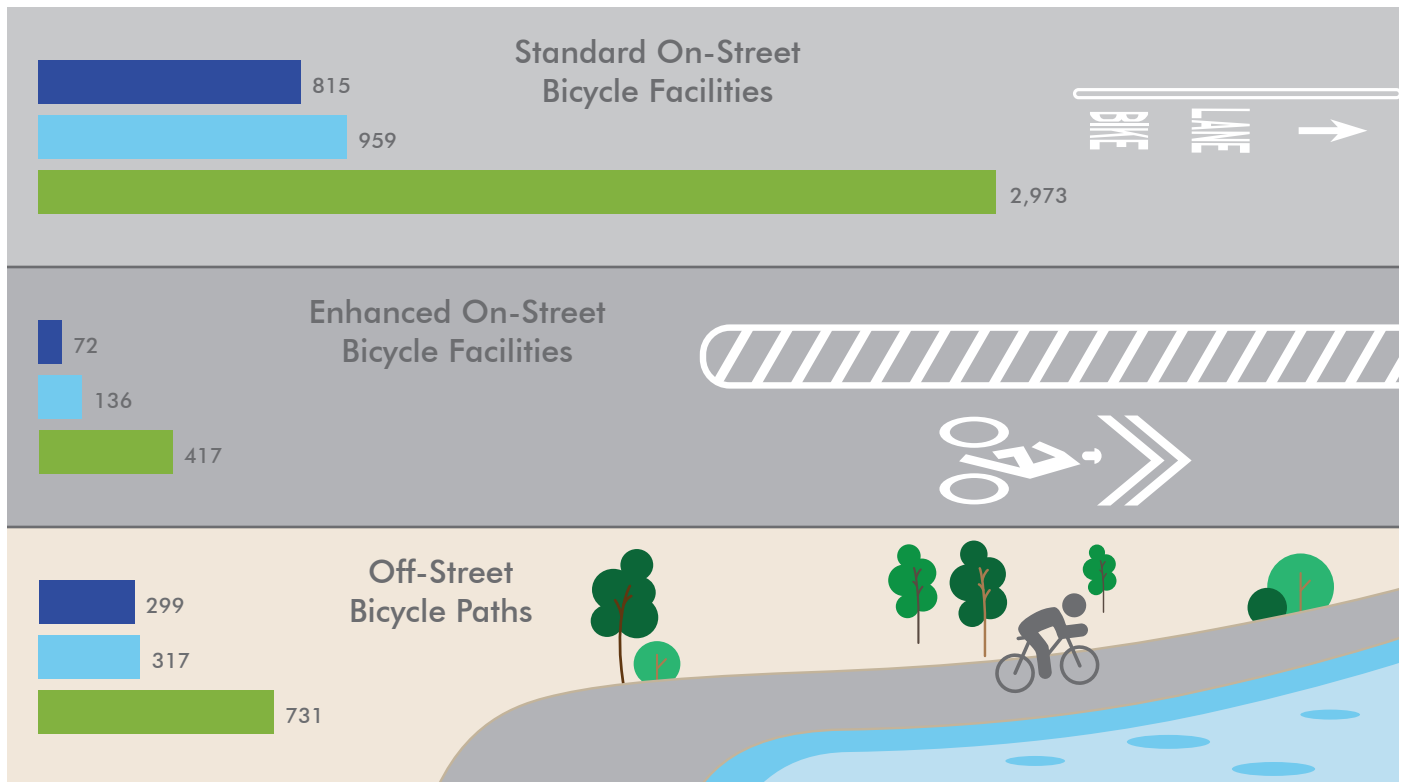 Standard On-Street
Bicycle Facilities
815
959
2,973
BIKE LANE
Enhanced On-Street
Bicycle Facilities
72
136
417
Off-Street
Bicycle Paths
299
317
731